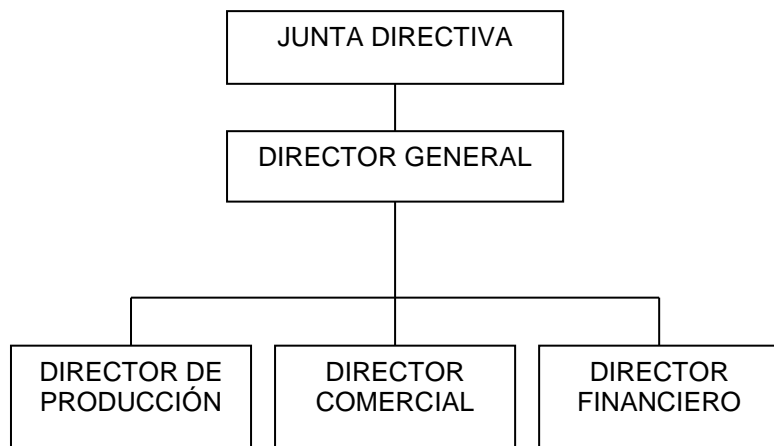 JUNTA DIRECTIVA
DIRECTOR GENERAL
DIRECTOR DE
PRODUCCIÓN
DIRECTOR
COMERCIAL
DIRECTOR
FINANCIERO